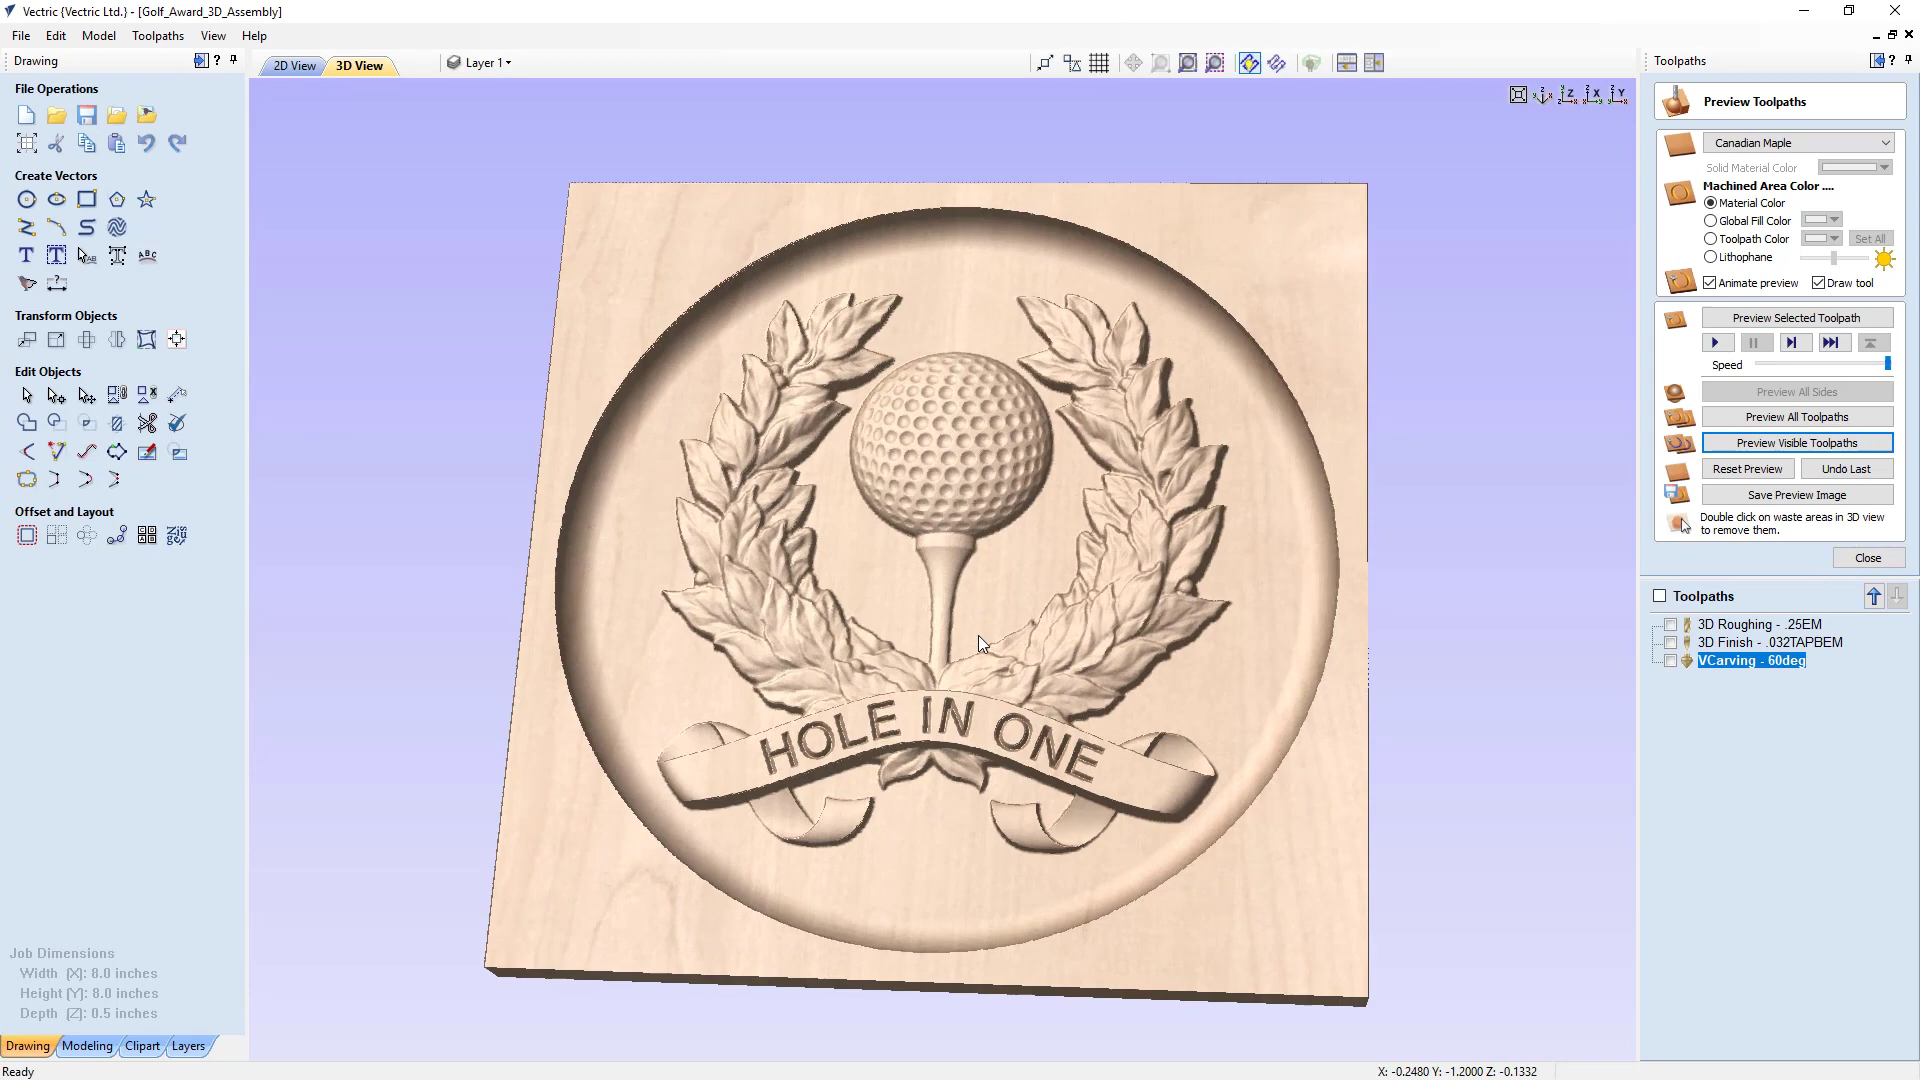 Vectric {Vectric Ltd.} - [Golf_Award_3D_Assembly]
File Edit Model Toolpaths View Help
Drawing
File Operations
Create Vectors
Transform Objects
Edit Objects
Offset and Layout
Job Dimensions
Width (X): 8.0 inches
Height (Y): 8.0 inches
Depth (Z): 0.5 inches
Drawing Modeling Clipart Layers
Ready
2D View 3D View Layer 1
HOLE IN ONE
Toolpaths
Preview Toolpaths
Canadian Maple
Solid Material Color
Machined Area Color ....
Material Color
Global Fill Color
Toolpath Color Set All
Lithophane
Animate preview Draw tool
Preview Selected Toolpath
Speed
Preview All Sides
Preview All Toolpaths
Preview Visible Toolpaths
Reset Preview Undo Last
Save Preview Image
Double click on waste areas in 3D view
to remove them.
Close
Toolpaths
3D Roughing - .25EM
3D Finish - .032TAPBEM
VCarving - 60deg
X: -0.2480 Y: -1.2000 Z: -0.1332